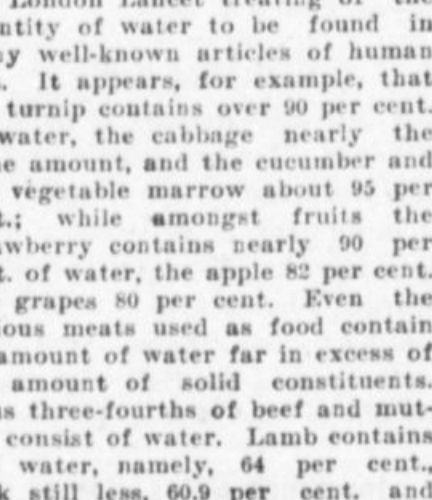 London Lancet treating of the
ntity of water to be found in
y well-known articles of human
. It appears, for example, that
turnip contains over 90 per cent.
water, the cabbage nearly the
e amount, and the cucumber and
vegetable marrow about 95 per
t.; while amongst fruits the
awberry contains nearly 90 per
t. of water, the apple 82 per cent.
grapes 80 per cent. Even the
ious meats used as food contain
amount of water far in excess of
amount of solid constituents.
s three-fourths of beef and mut-
consist of water. Lamb contains
water, namely, 64 per cent.,
k still less, 60.9 per cent. and